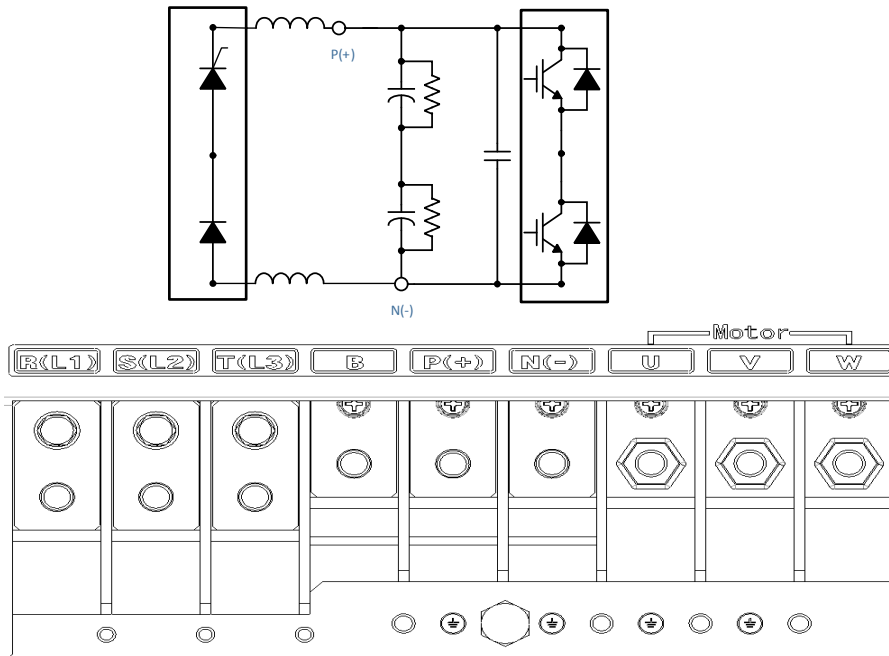 P(+)
N(-)
Motor
R(L1) S(L2) T(L3) B P(+) N(-) U V W